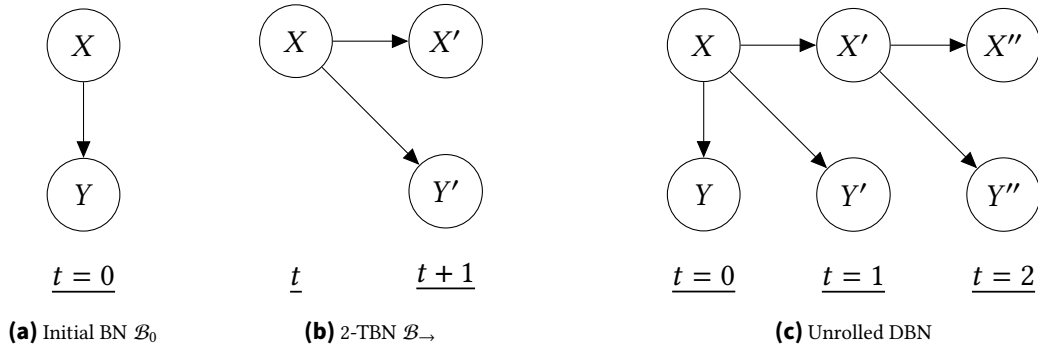 X
Y
t = 0
(a) Initial BN ℬ₀
X X′
Y′
t t + 1
(b) 2-TBN ℬ→
X X′ X″
Y Y′ Y″
t = 0 t = 1 t = 2
(c) Unrolled DBN